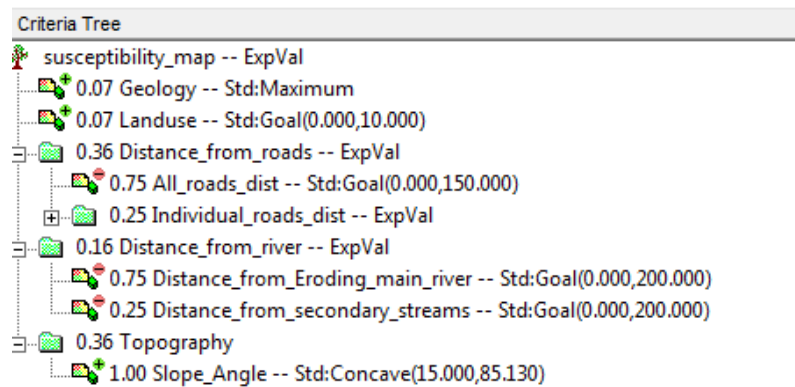 Criteria Tree
susceptibility_map -- ExpVal
0.07 Geology -- Std:Maximum
0.07 Landuse -- Std:Goal(0.000,10.000)
0.36 Distance_from_roads -- ExpVal
0.75 All_roads_dist -- Std:Goal(0.000,150.000)
0.25 Individual_roads_dist -- ExpVal
0.16 Distance_from_river -- ExpVal
0.75 Distance_from_Eroding_main_river -- Std:Goal(0.000,200.000)
0.25 Distance_from_secondary_streams -- Std:Goal(0.000,200.000)
0.36 Topography
1.00 Slope_Angle -- Std:Concave(15.000,85.130)